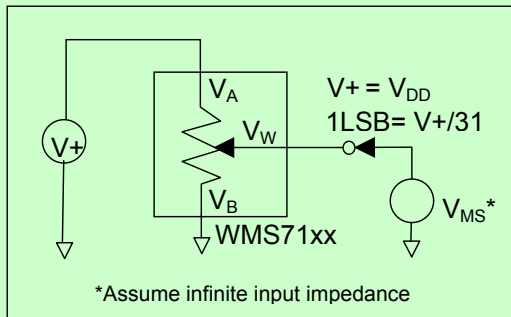 V+
VA
VW
VB
WMS71xx
V+ = VDD
1LSB= V+/31
VMS*
*Assume infinite input impedance